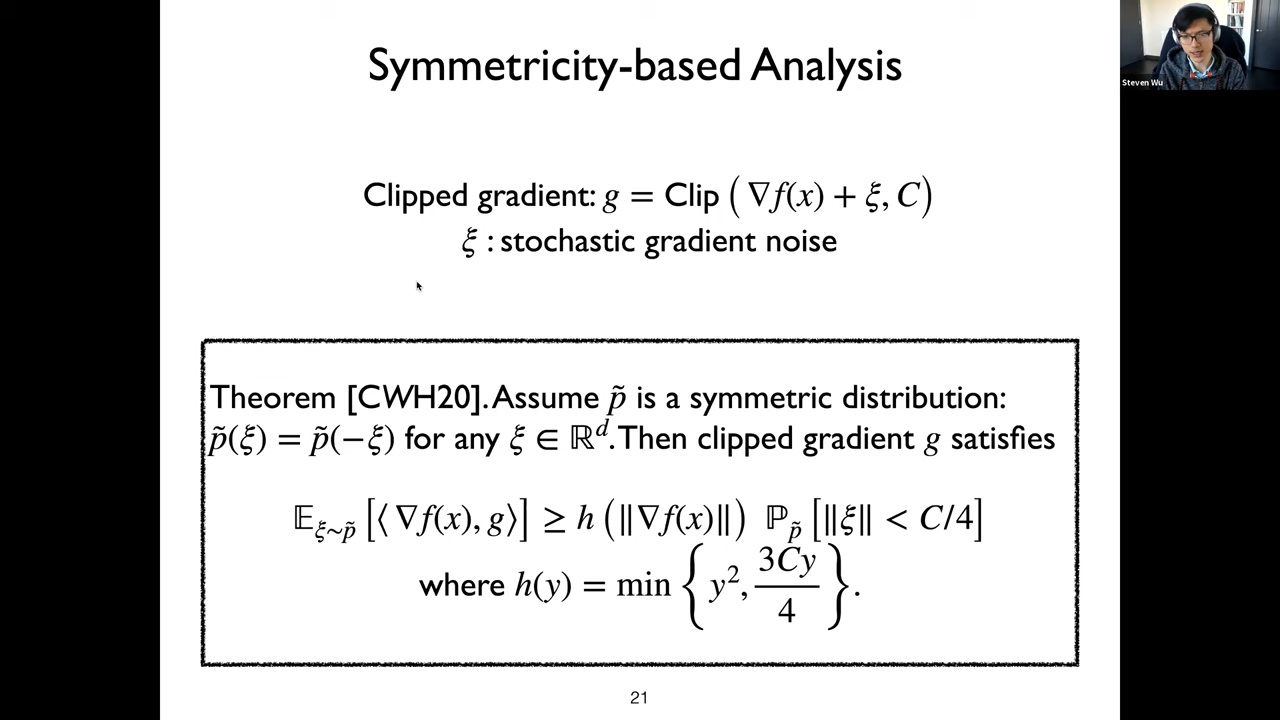 Symmetricity-based Analysis
Steven Wu
Clipped gradient: g = Clip ( ∇f(x) + ξ, C )
ξ : stochastic gradient noise
Theorem [CWH20]. Assume p̃ is a symmetric distribution:
p̃(ξ) = p̃(−ξ) for any ξ ∈ ℝ^d. Then clipped gradient g satisfies
𝔼_{ξ∼p̃} [⟨ ∇f(x), g⟩] ≥ h (∥∇f(x)∥) ℙ_{p̃} [∥ξ∥ < C/4]
where h(y) = min { y², 3Cy/4 }.
21